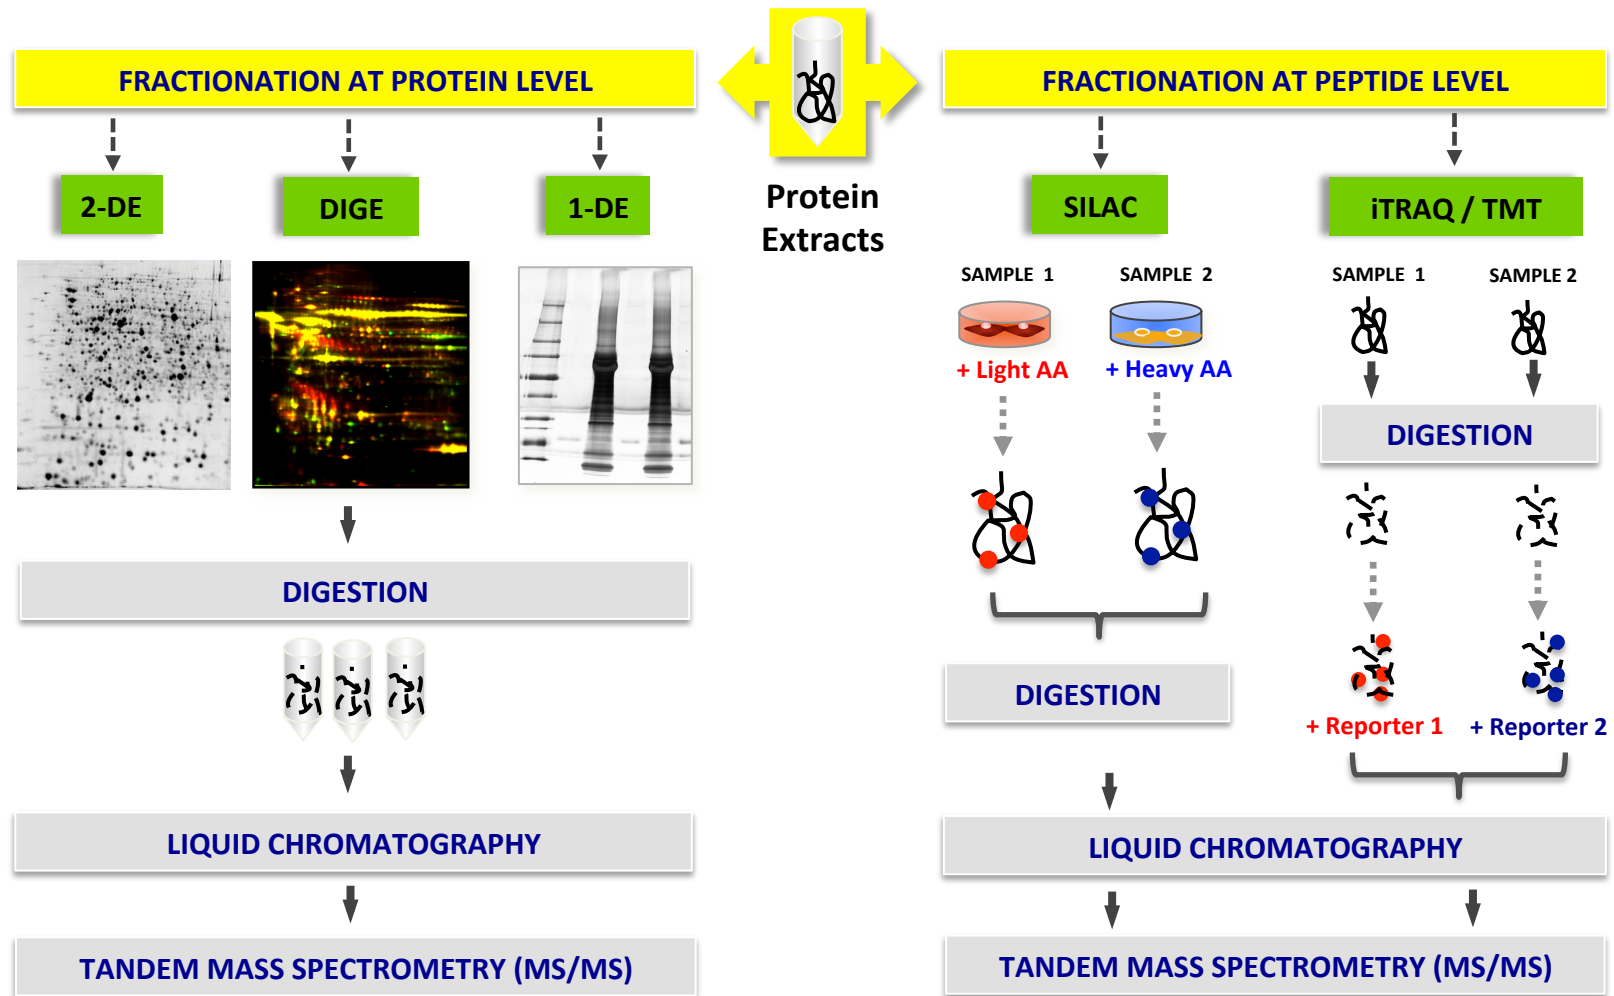 FRACTIONATION AT PROTEIN LEVEL
2-DE
DIGE
1-DE
DIGESTION
LIQUID CHROMATOGRAPHY
TANDEM MASS SPECTROMETRY (MS/MS)
Protein
Extracts
FRACTIONATION AT PEPTIDE LEVEL
SILAC
SAMPLE 1
SAMPLE 2
+ Light AA
+ Heavy AA
DIGESTION
iTRAQ / TMT
SAMPLE 1
SAMPLE 2
DIGESTION
+ Reporter 1
+ Reporter 2
LIQUID CHROMATOGRAPHY
TANDEM MASS SPECTROMETRY (MS/MS)